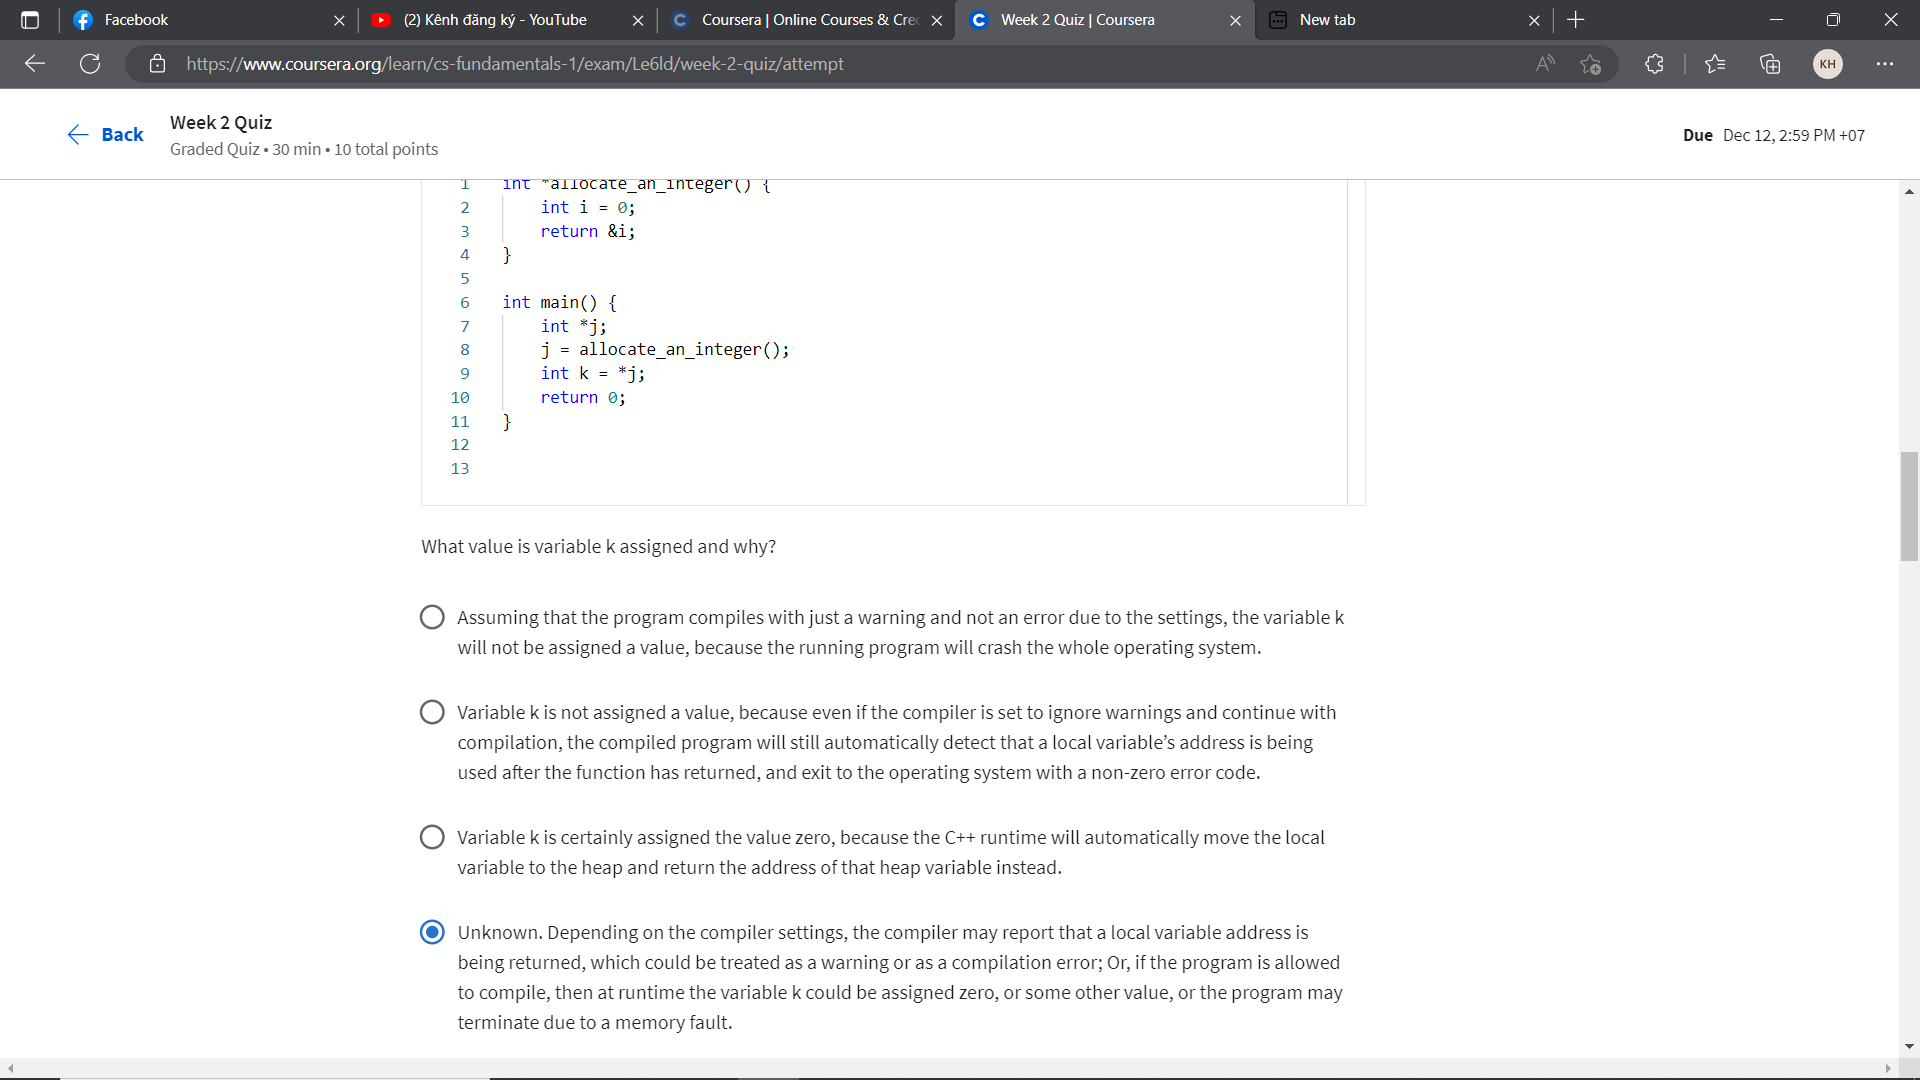 Facebook
(2) Kênh đăng ký - YouTube
Coursera | Online Courses & Cre
Week 2 Quiz | Coursera
New tab
https://www.coursera.org/learn/cs-fundamentals-1/exam/Le6ld/week-2-quiz/attempt
KH
Back
Week 2 Quiz
Graded Quiz • 30 min • 10 total points
Due Dec 12, 2:59 PM +07
1 int *allocate_an_integer() {
2 int i = 0;
3 return &i;
4 }
5
6 int main() {
7 int *j;
8 j = allocate_an_integer();
9 int k = *j;
10 return 0;
11 }
12
13
What value is variable k assigned and why?
Assuming that the program compiles with just a warning and not an error due to the settings, the variable k
will not be assigned a value, because the running program will crash the whole operating system.
Variable k is not assigned a value, because even if the compiler is set to ignore warnings and continue with
compilation, the compiled program will still automatically detect that a local variable’s address is being
used after the function has returned, and exit to the operating system with a non-zero error code.
Variable k is certainly assigned the value zero, because the C++ runtime will automatically move the local
variable to the heap and return the address of that heap variable instead.
Unknown. Depending on the compiler settings, the compiler may report that a local variable address is
being returned, which could be treated as a warning or as a compilation error; Or, if the program is allowed
to compile, then at runtime the variable k could be assigned zero, or some other value, or the program may
terminate due to a memory fault.